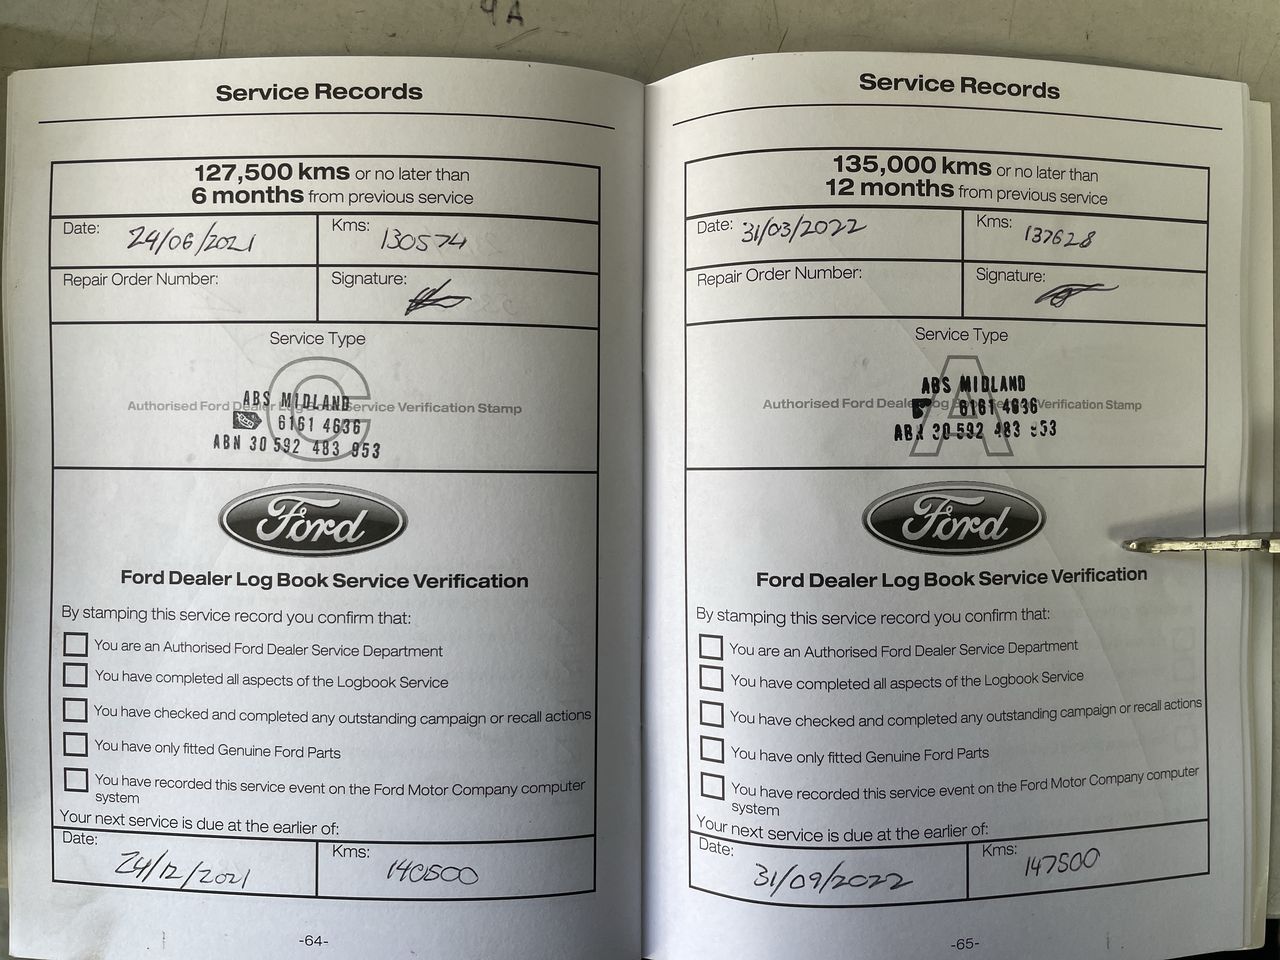 4A
Service Records
127,500 kms or no later than
6 months from previous service
Date: 24/06/2021 Kms: 130574
Repair Order Number: Signature:
Service Type
C
Authorised Ford Dealer Log Book Service Verification Stamp
ABS MIDLAND
6161 4636
ABN 30 592 483 953
Ford
Ford Dealer Log Book Service Verification
By stamping this service record you confirm that:
You are an Authorised Ford Dealer Service Department
You have completed all aspects of the Logbook Service
You have checked and completed any outstanding campaign or recall actions
You have only fitted Genuine Ford Parts
You have recorded this service event on the Ford Motor Company computer
system
Your next service is due at the earlier of:
Date: 24/12/2021 Kms: 140500
-64-
Service Records
135,000 kms or no later than
12 months from previous service
Date: 31/03/2022 Kms: 137628
Repair Order Number: Signature:
Service Type
A
Authorised Ford Dealer Log Book Service Verification Stamp
ABS MIDLAND
6161 4636
ABN 30 592 483 953
Ford
Ford Dealer Log Book Service Verification
By stamping this service record you confirm that:
You are an Authorised Ford Dealer Service Department
You have completed all aspects of the Logbook Service
You have checked and completed any outstanding campaign or recall actions
You have only fitted Genuine Ford Parts
You have recorded this service event on the Ford Motor Company computer
system
Your next service is due at the earlier of:
Date: 31/09/2022 Kms: 147500
-65-